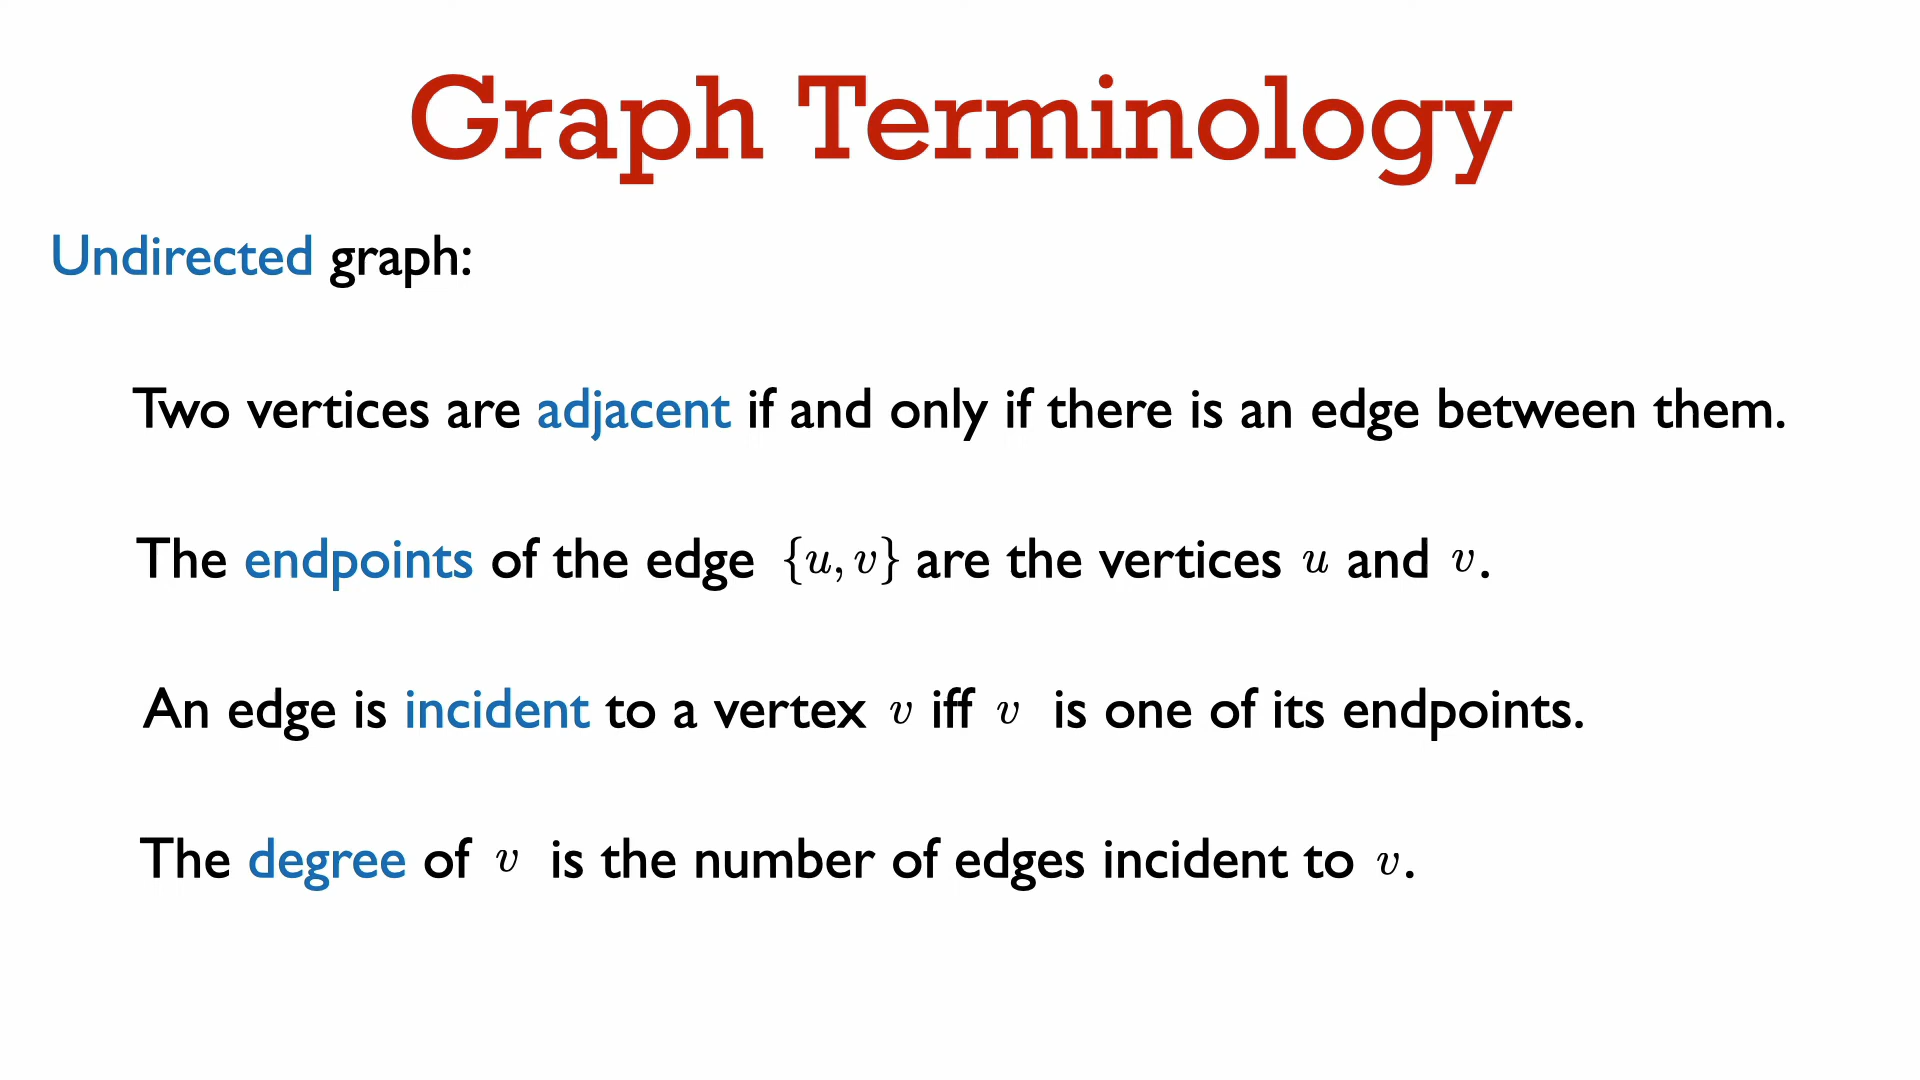 Graph Terminology
Undirected graph:
Two vertices are adjacent if and only if there is an edge between them.
The endpoints of the edge {u, v} are the vertices u and v.
An edge is incident to a vertex v iff v is one of its endpoints.
The degree of v is the number of edges incident to v.